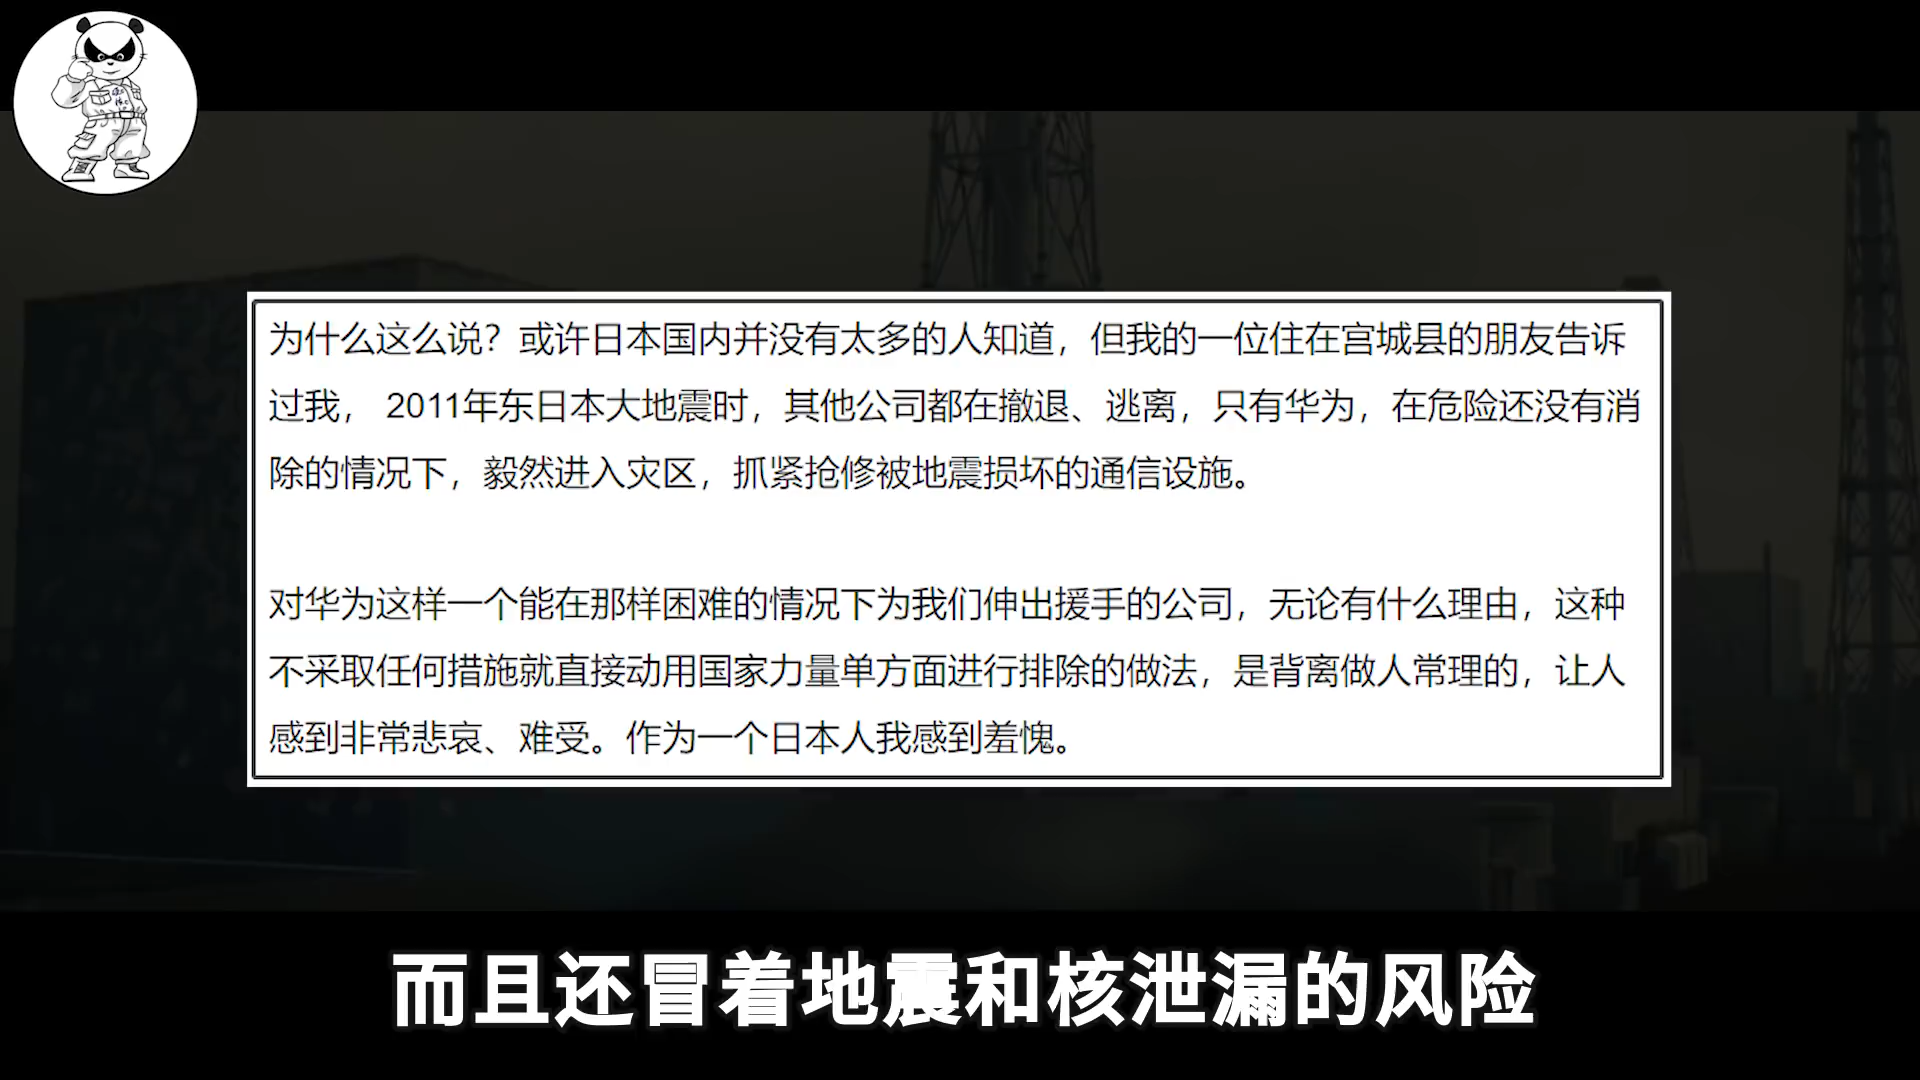 为什么这么说？或许日本国内并没有太多的人知道，但我的一位住在宫城县的朋友告诉
过我， 2011年东日本大地震时，其他公司都在撤退、逃离，只有华为，在危险还没有消
除的情况下，毅然进入灾区，抓紧抢修被地震损坏的通信设施。
对华为这样一个能在那样困难的情况下为我们伸出援手的公司，无论有什么理由，这种
不采取任何措施就直接动用国家力量单方面进行排除的做法，是背离做人常理的，让人
感到非常悲哀、难受。作为一个日本人我感到羞愧。
而且还冒着地震和核泄漏的风险